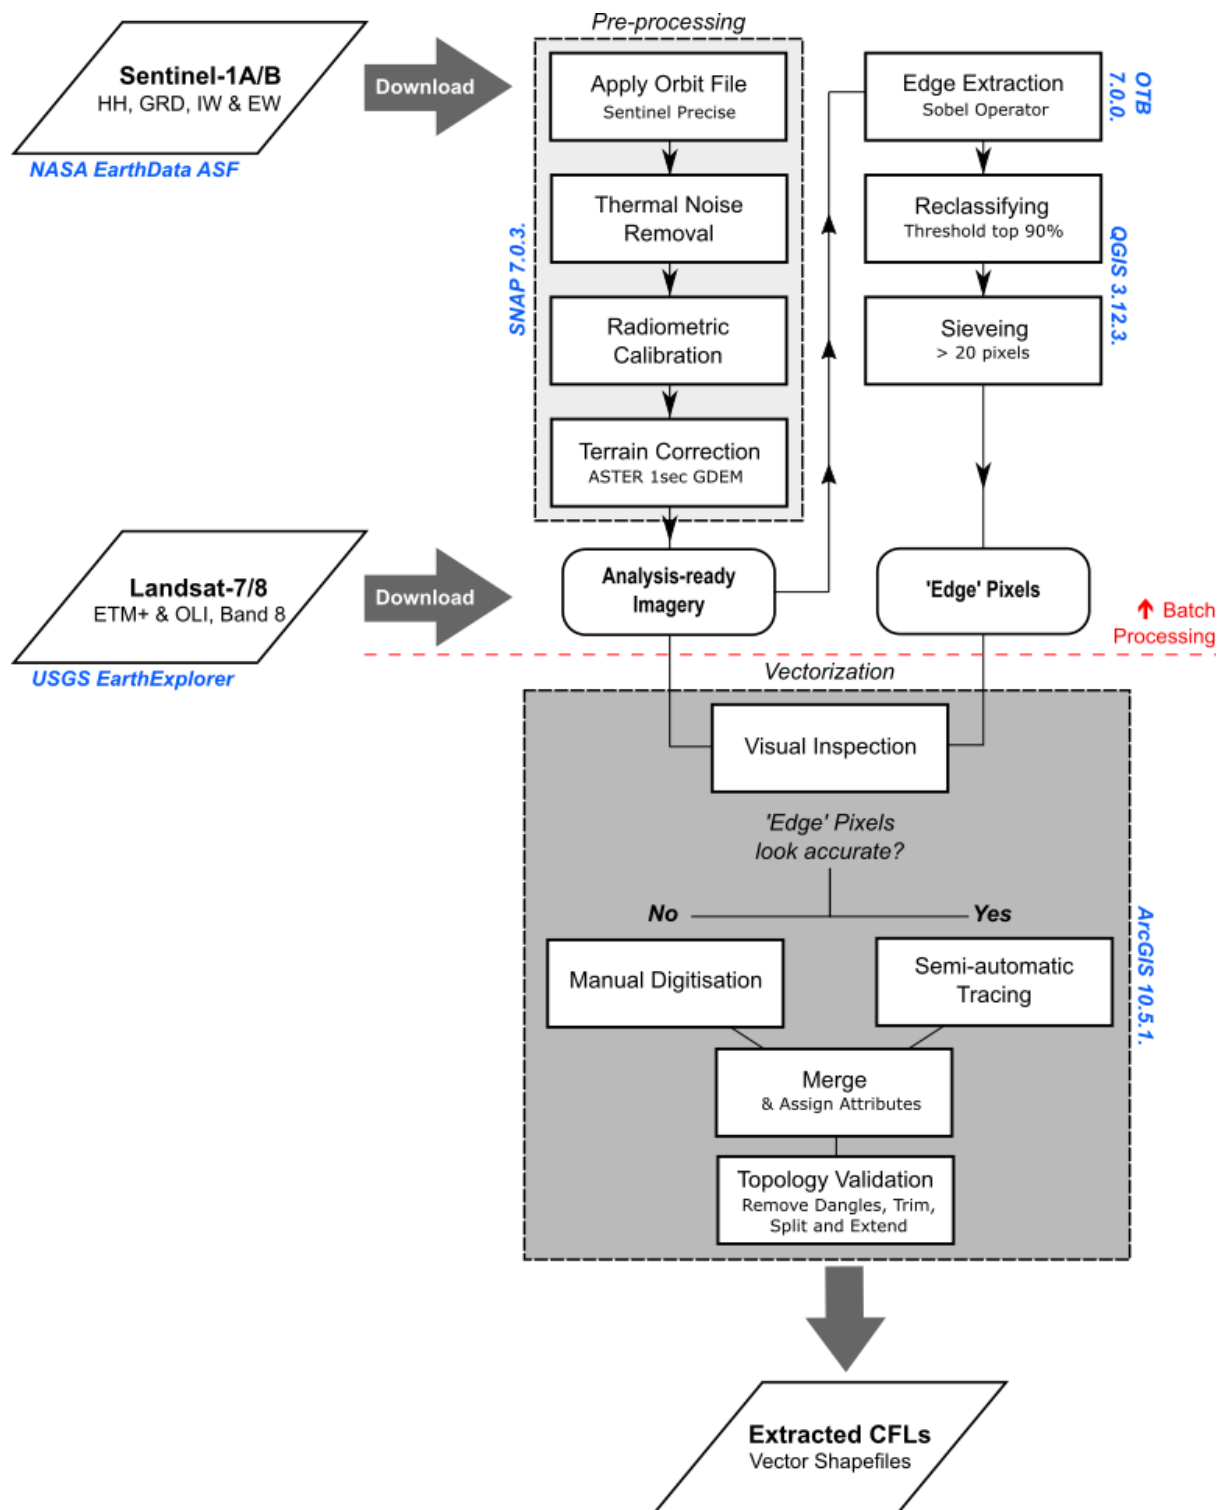 Pre-processing
Sentinel-1A/B
HH, GRD, IW & EW
NASA EarthData ASF
Download
Apply Orbit File
Sentinel Precise
Thermal Noise
Removal
Radiometric
Calibration
Terrain Correction
ASTER 1sec GDEM
SNAP 7.0.3.
Edge Extraction
Sobel Operator
OTB
7.0.0.
Reclassifying
Threshold top 90%
Sieveing
> 20 pixels
QGIS 3.12.3.
Landsat-7/8
ETM+ & OLI, Band 8
USGS EarthExplorer
Download
Analysis-ready
Imagery
'Edge' Pixels
Batch
Processing
Vectorization
Visual Inspection
'Edge' Pixels
look accurate?
No
Yes
Manual Digitisation
Semi-automatic
Tracing
Merge
& Assign Attributes
Topology Validation
Remove Dangles, Trim,
Split and Extend
ArcGIS 10.5.1.
Extracted CFLs
Vector Shapefiles